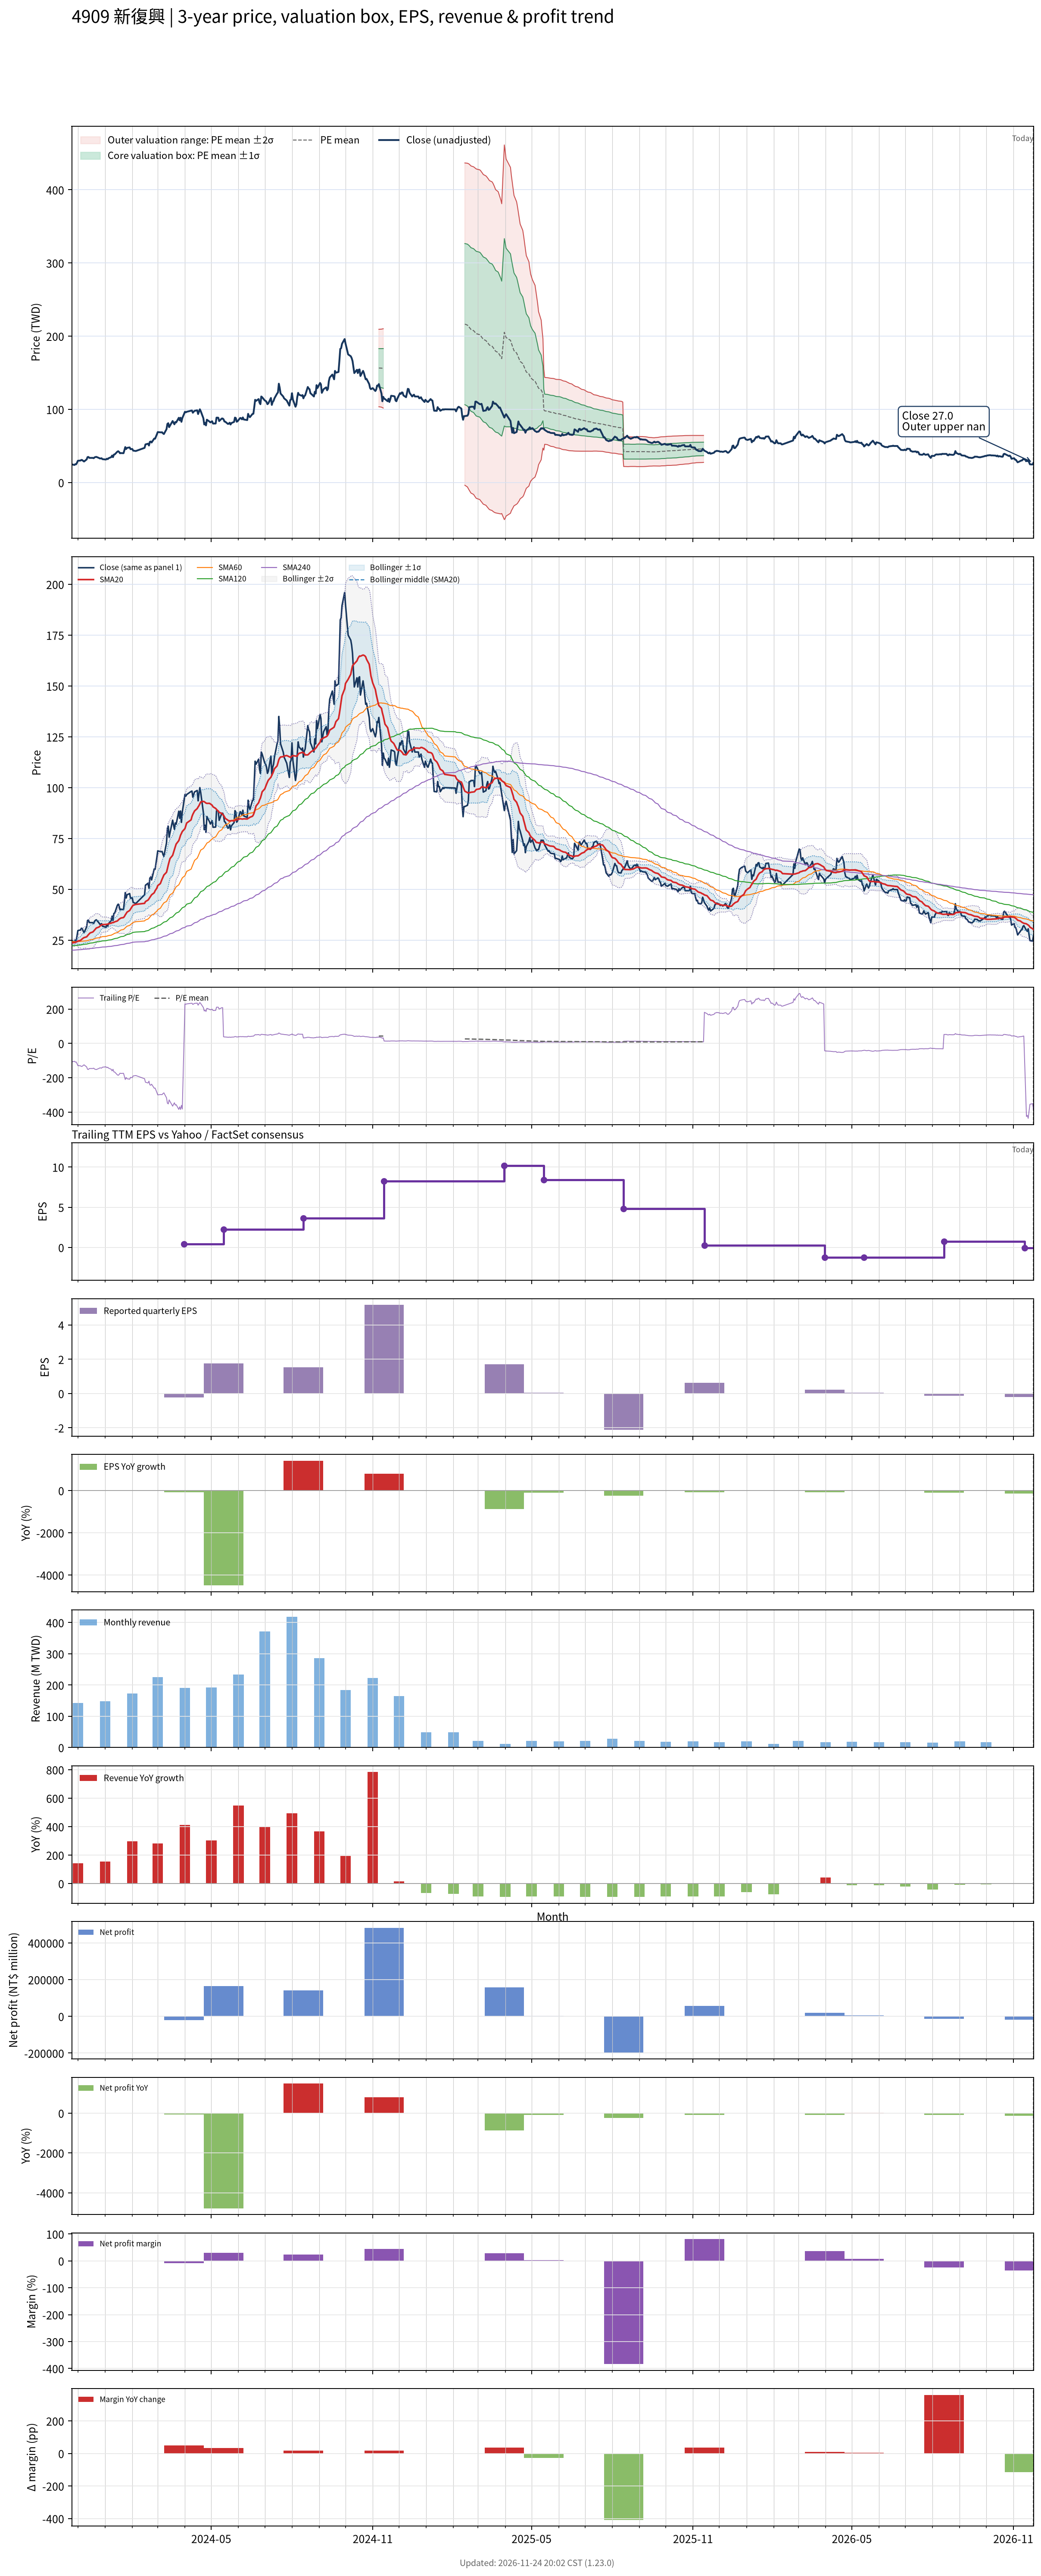 4909 新復興 | 3-year price, valuation box, EPS, revenue & profit trend
Outer valuation range: PE mean ±2σ
Core valuation box: PE mean ±1σ
PE mean
Close (unadjusted)
Today
Price (TWD)
400
300
200
100
0
Close 27.0
Outer upper nan
Close (same as panel 1)
SMA20
SMA60
SMA120
SMA240
Bollinger ±2σ
Bollinger ±1σ
Bollinger middle (SMA20)
Price
200
175
150
125
100
75
50
25
Trailing P/E
P/E mean
P/E
200
0
-200
-400
Trailing TTM EPS vs Yahoo / FactSet consensus
Today
EPS
10
5
0
Reported quarterly EPS
EPS
4
2
0
-2
EPS YoY growth
YoY (%)
0
-2000
-4000
Monthly revenue
Revenue (M TWD)
400
300
200
100
0
Revenue YoY growth
YoY (%)
800
600
400
200
0
Month
Net profit
Net profit (NT$ million)
400000
200000
0
-200000
Net profit YoY
YoY (%)
0
-2000
-4000
Net profit margin
Margin (%)
100
0
-100
-200
-300
-400
Margin YoY change
Δ margin (pp)
200
0
-200
-400
2024-05
2024-11
2025-05
2025-11
2026-05
2026-11
Updated: 2026-11-24 20:02 CST (1.23.0)